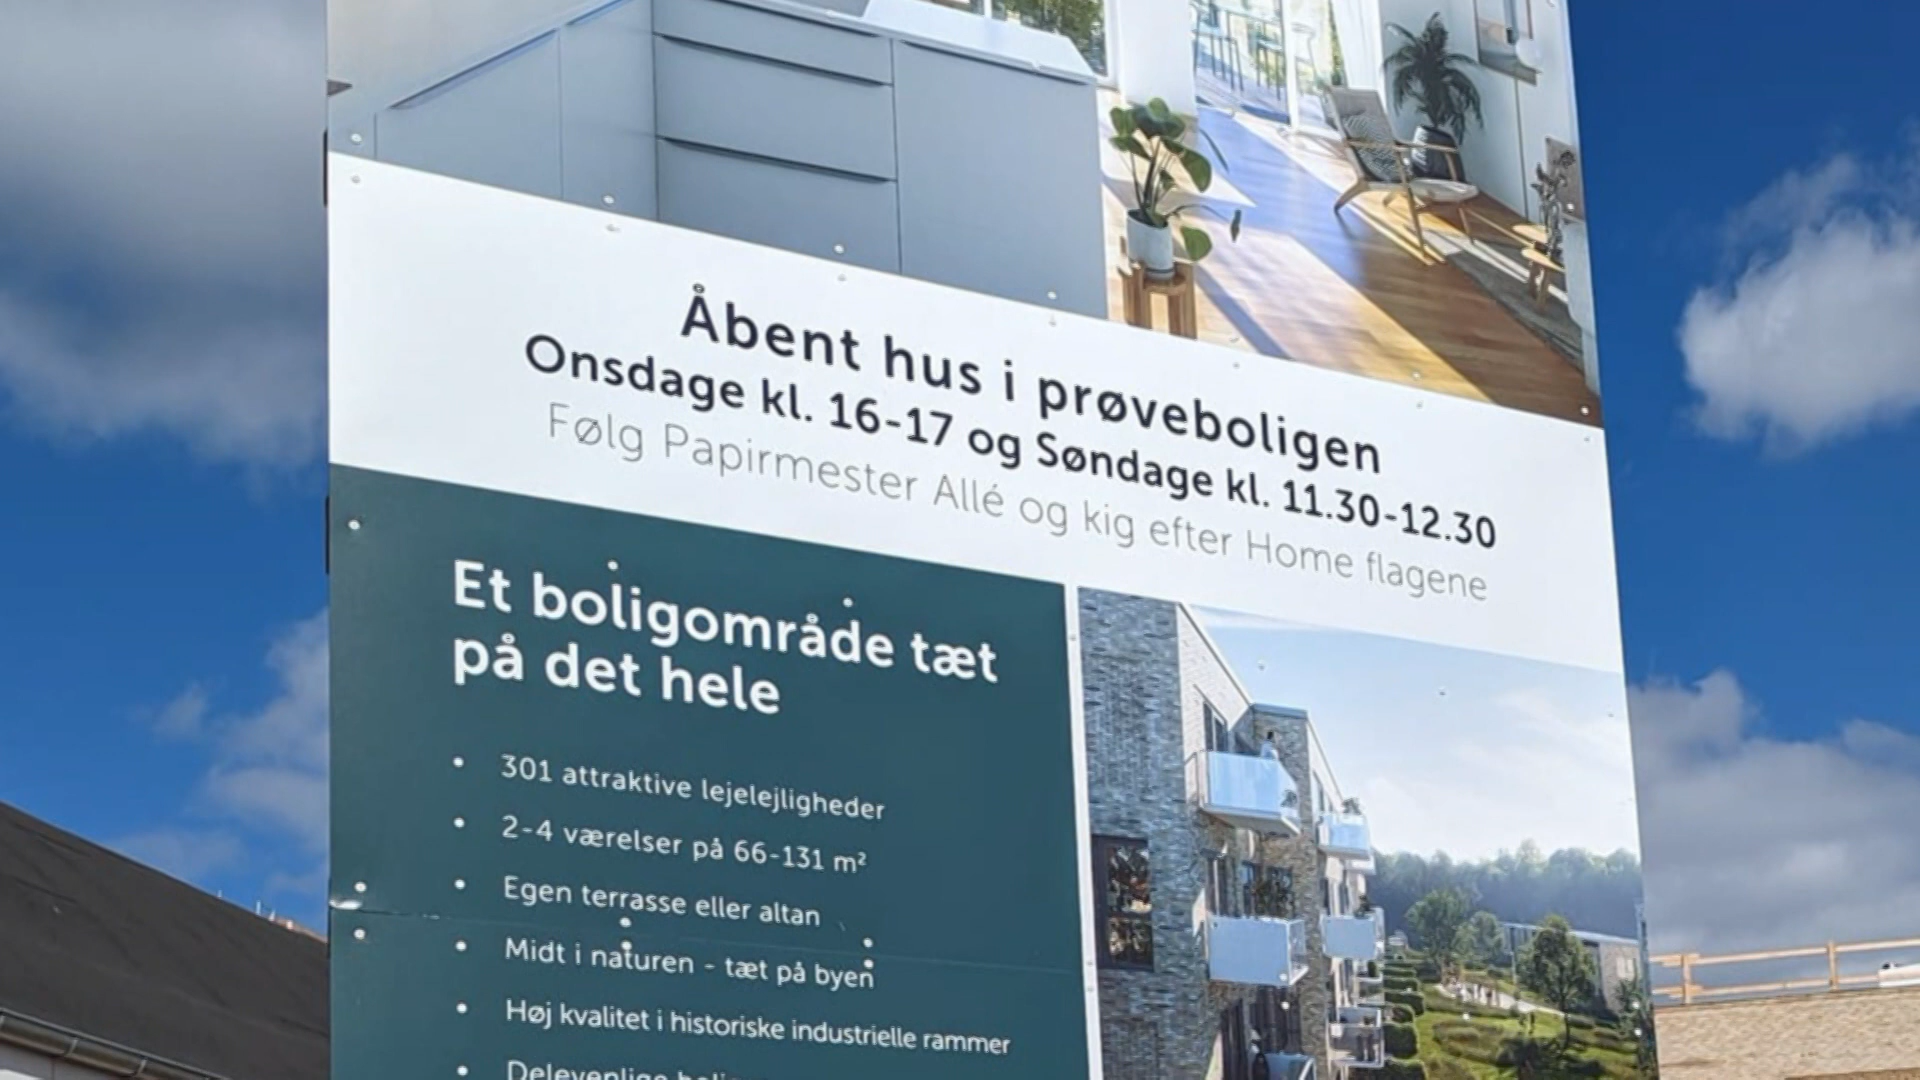 Åbent hus i prøveboligen
Onsdage kl. 16-17 og Søndage kl. 11.30-12.30
Følg Papirmester Allé og kig efter Home flagene
Et boligområde tæt
på det hele
• 301 attraktive lejelejligheder
• 2-4 værelser på 66-131 m²
• Egen terrasse eller altan
• Midt i naturen - tæt på byen
• Høj kvalitet i historiske industrielle rammer
• Delevenlige